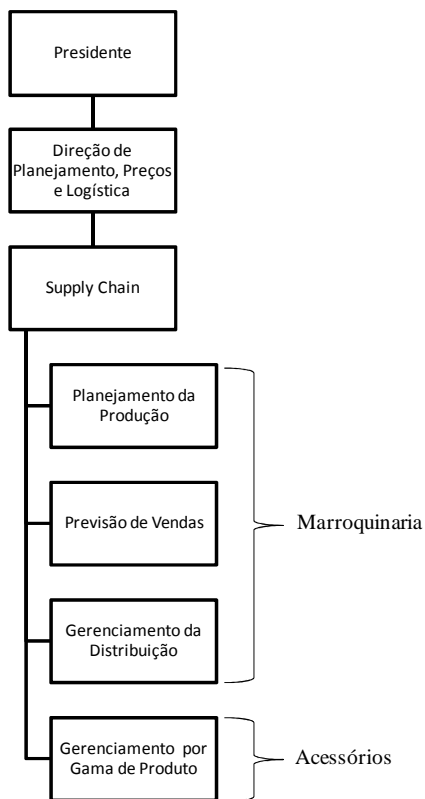 Presidente
Direção de
Planejamento, Preços
e Logística
Supply Chain
Planejamento da
Produção
Previsão de Vendas
Marroquinaria
Gerenciamento da
Distribuição
Gerenciamento por
Gama de Produto
Acessórios